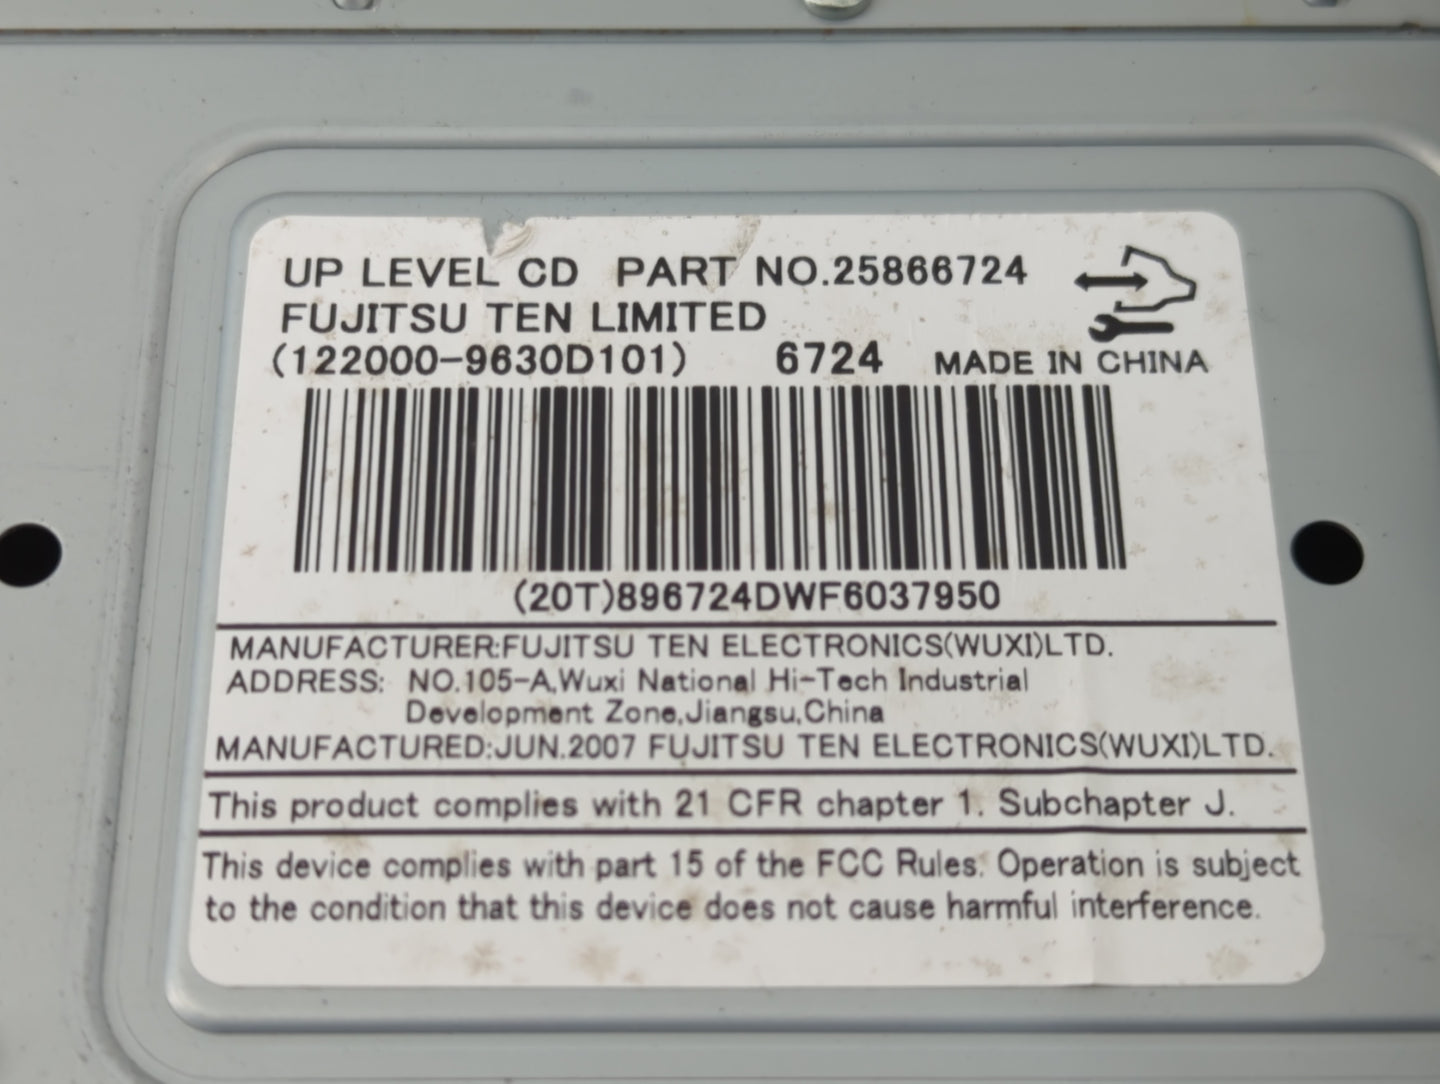 UP LEVEL CD PART NO.25866724
FUJITSU TEN LIMITED
(122000-9630D101) 6724 MADE IN CHINA
(20T)896724DWF6037950
MANUFACTURER:FUJITSU TEN ELECTRONICS(WUXI)LTD.
ADDRESS: NO.105-A,Wuxi National Hi-Tech Industrial
Development Zone,Jiangsu,China
MANUFACTURED:JUN.2007 FUJITSU TEN ELECTRONICS(WUXI)LTD.
This product complies with 21 CFR chapter 1. Subchapter J.
This device complies with part 15 of the FCC Rules. Operation is subject
to the condition that this device does not cause harmful interference.